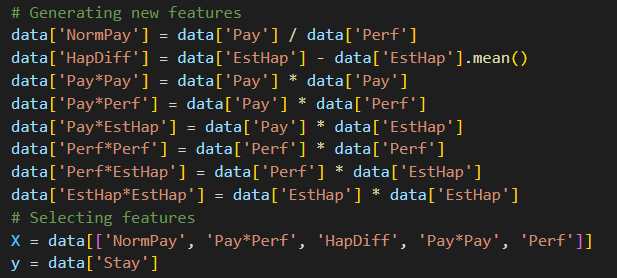 # Generating new features
data['NormPay'] = data['Pay'] / data['Perf']
data['HapDiff'] = data['EstHap'] - data['EstHap'].mean()
data['Pay*Pay'] = data['Pay'] * data['Pay']
data['Pay*Perf'] = data['Pay'] * data['Perf']
data['Pay*EstHap'] = data['Pay'] * data['EstHap']
data['Perf*Perf'] = data['Perf'] * data['Perf']
data['Perf*EstHap'] = data['Perf'] * data['EstHap']
data['EstHap*EstHap'] = data['EstHap'] * data['EstHap']
# Selecting features
X = data[['NormPay', 'Pay*Perf', 'HapDiff', 'Pay*Pay', 'Perf']]
y = data['Stay']